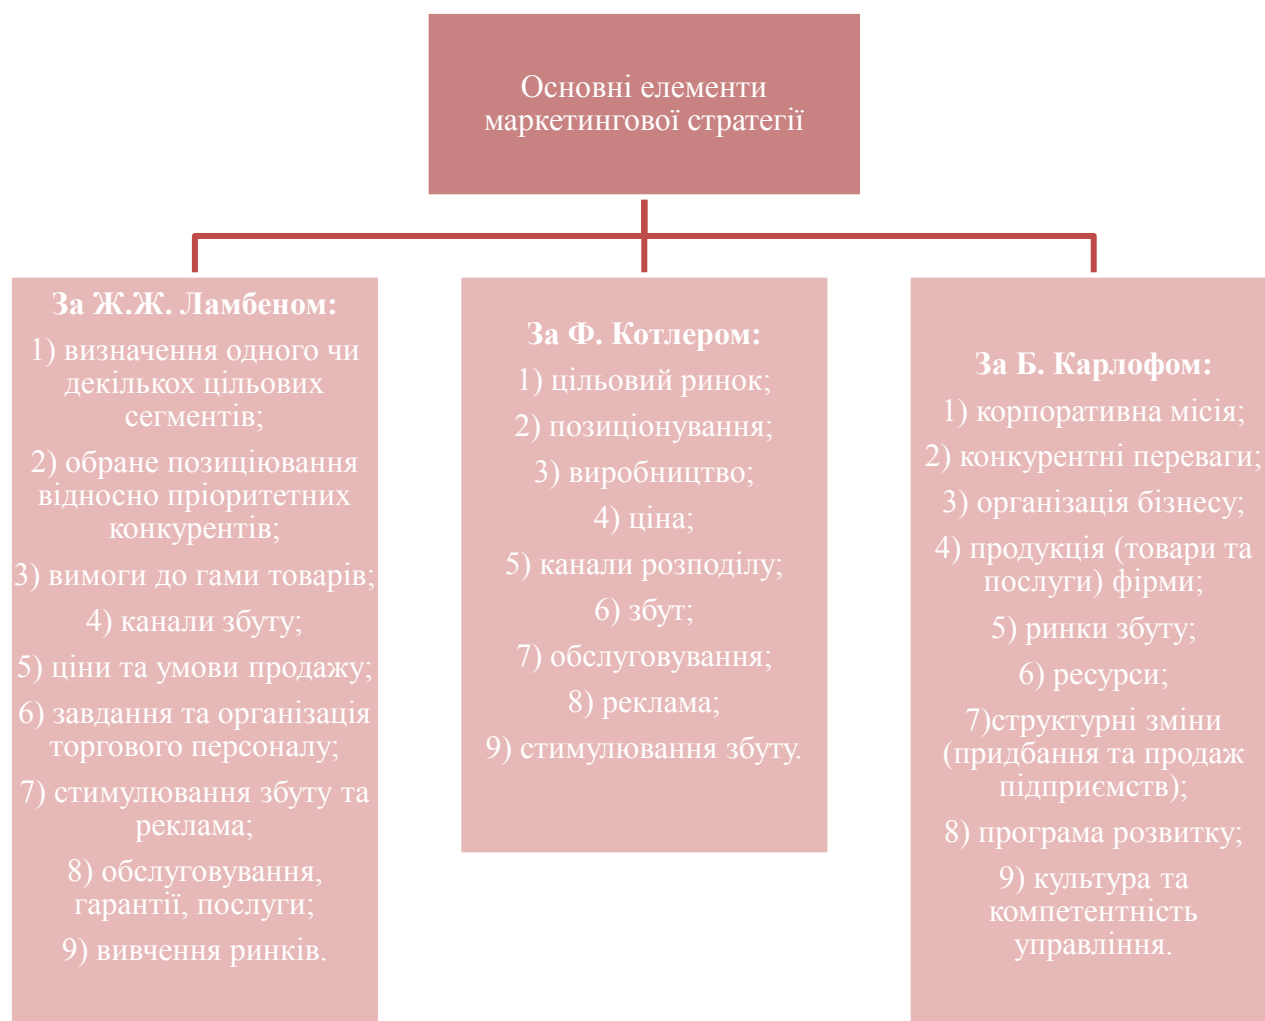 Основні елементи
маркетингової стратегії
За Ж.Ж. Ламбеном:
1) визначення одного чи
декількох цільових
сегментів;
2) обране позиціювання
відносно пріоритетних
конкурентів;
3) вимоги до гами товарів;
4) канали збуту;
5) ціни та умови продажу;
6) завдання та організація
торгового персоналу;
7) стимулювання збуту та
реклама;
8) обслуговування,
гарантії, послуги;
9) вивчення ринків.
За Ф. Котлером:
1) цільовий ринок;
2) позиціонування;
3) виробництво;
4) ціна;
5) канали розподілу;
6) збут;
7) обслуговування;
8) реклама;
9) стимулювання збуту.
За Б. Карлофом:
1) корпоративна місія;
2) конкурентні переваги;
3) організація бізнесу;
4) продукція (товари та
послуги) фірми;
5) ринки збуту;
6) ресурси;
7)структурні зміни
(придбання та продаж
підприємств);
8) програма розвитку;
9) культура та
компетентність
управління.